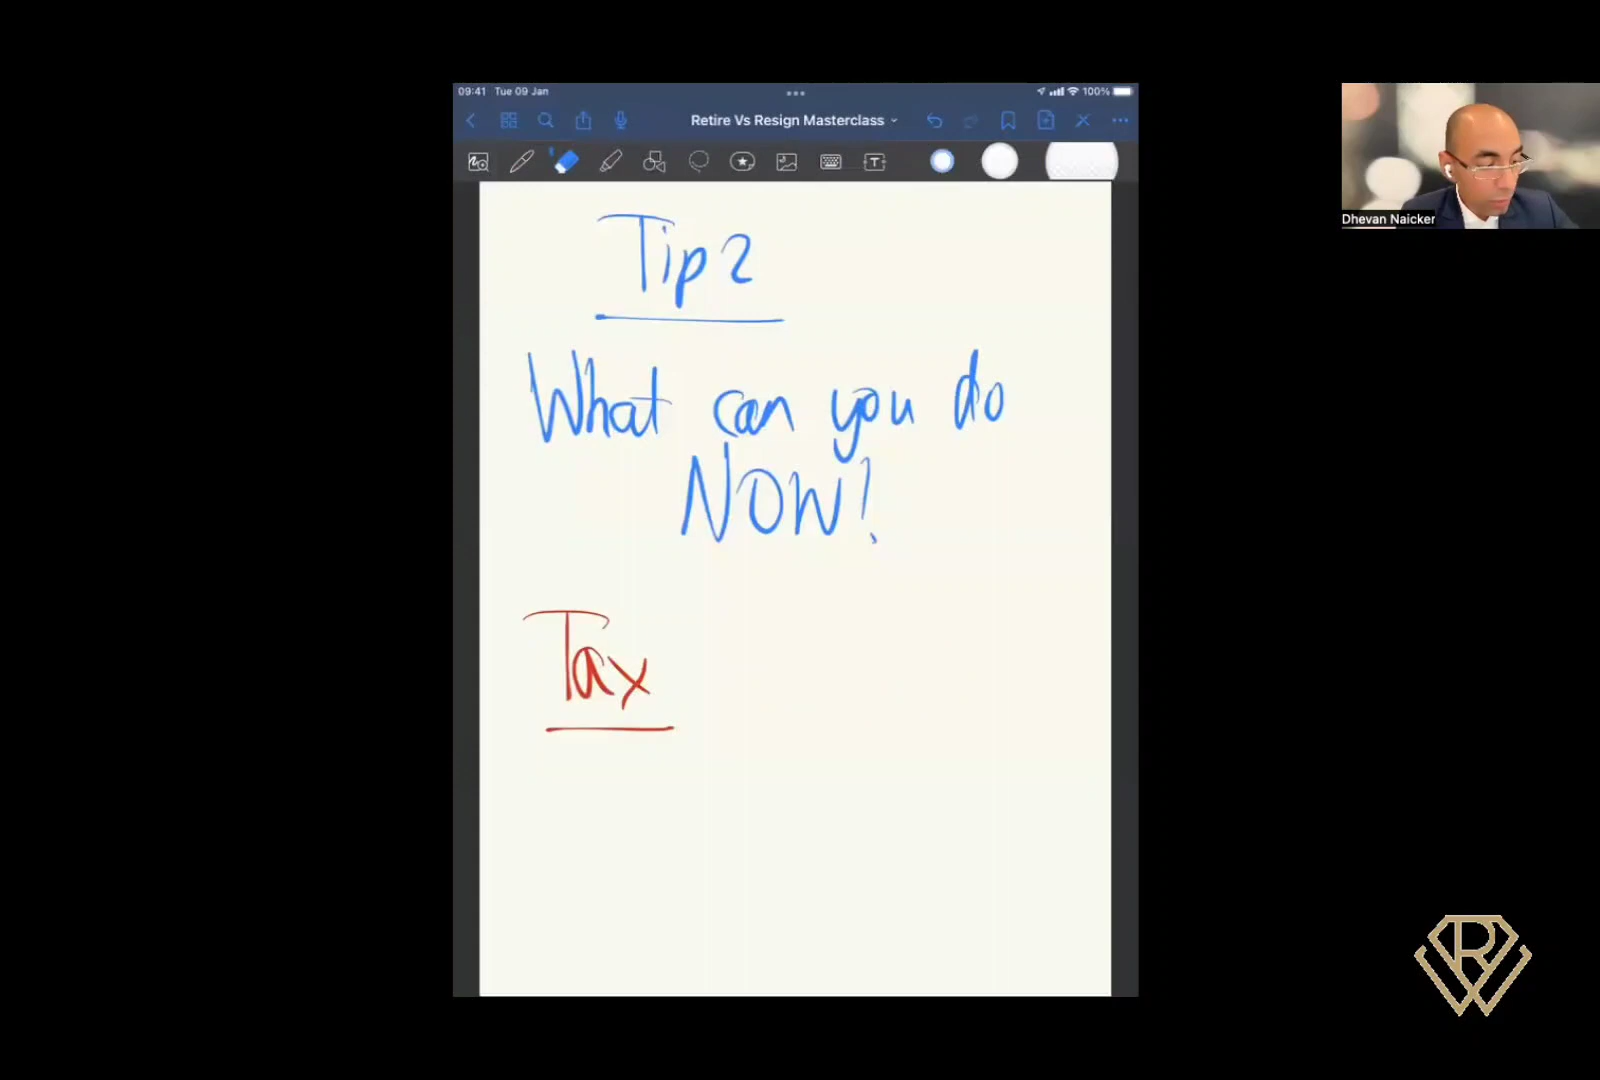 09:41 Tue 09 Jan
100%
Retire Vs Resign Masterclass
Dhevan Naicker
Tip 2
What can you do
NOW!
Tax
RW